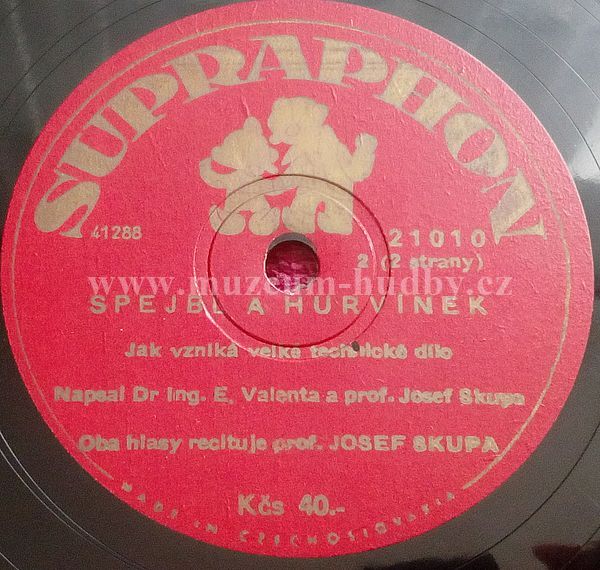 SUPRAPHON
41288
21010
2 (2 strany)
www.muzeum-hudby.cz
SPEJBL A HURVÍNEK
Jak vzniká velké technické dílo
Napsal Dr Ing. E. Valenta a prof. Josef Skupa
Oba hlasy recituje prof. JOSEF SKUPA
Kčs 40.-
MADE IN CZECHOSLOVAKIA